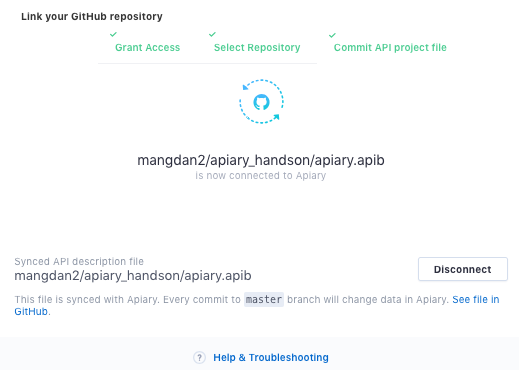 Link your GitHub repository
Grant Access
Select Repository
Commit API project file
mangdan2/apiary_handson/apiary.apib
is now connected to Apiary
Synced API description file
mangdan2/apiary_handson/apiary.apib
Disconnect
This file is synced with Apiary. Every commit to master branch will change data in Apiary. See file in
GitHub.
? Help & Troubleshooting